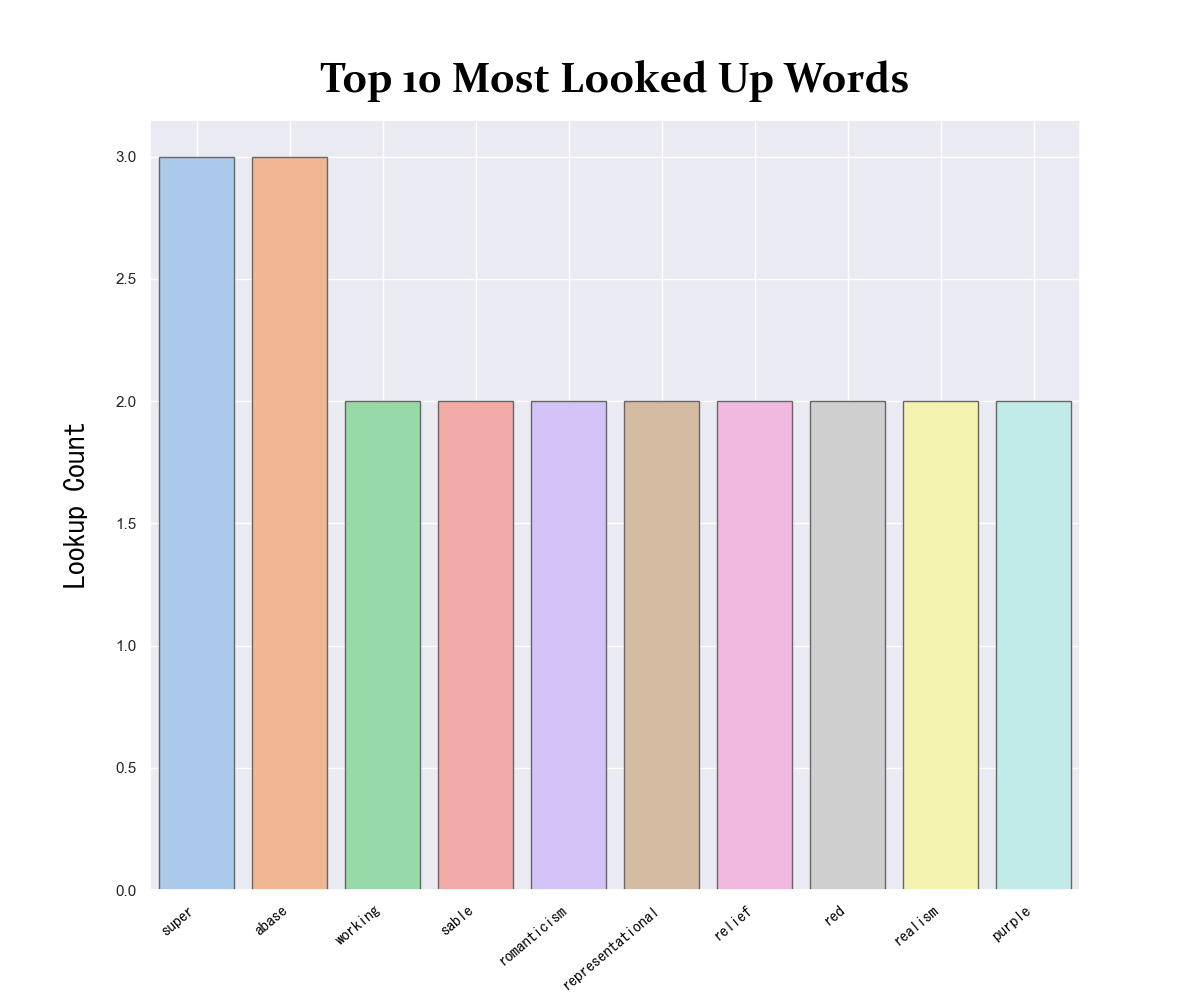 Top 10 Most Looked Up Words
Lookup Count
3.0
2.5
2.0
1.5
1.0
0.5
0.0
super
abase
working
sable
romanticism
representational
relief
red
realism
purple